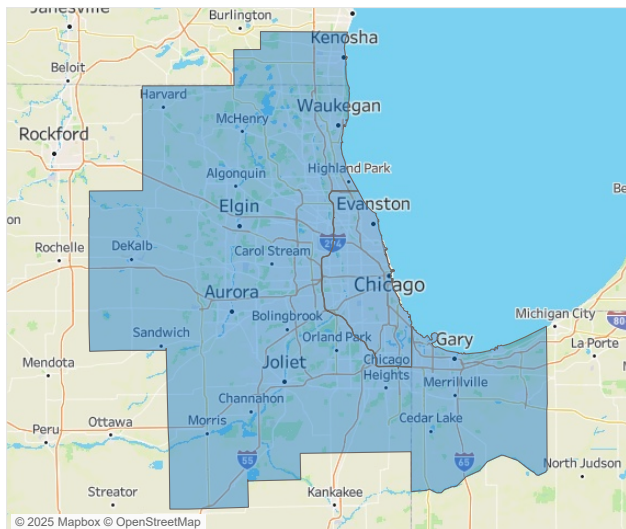 Janesville
Burlington
Kenosha
Beloit
Harvard
Waukegan
McHenry
Rockford
Highland Park
Algonquin
Elgin
Evanston
on
Rochelle
DeKalb
294
Carol Stream
Be
Aurora
Chicago
Bolingbrook
Michigan City
80
Sandwich
Orland Park
Gary
La Porte
Mendota
Joliet
Chicago
Heights
Merrillville
M
Channahon
Peru
Ottawa
Morris
Cedar Lake
55
65
North Judson
Streator
Kankakee
© 2025 Mapbox © OpenStreetMap